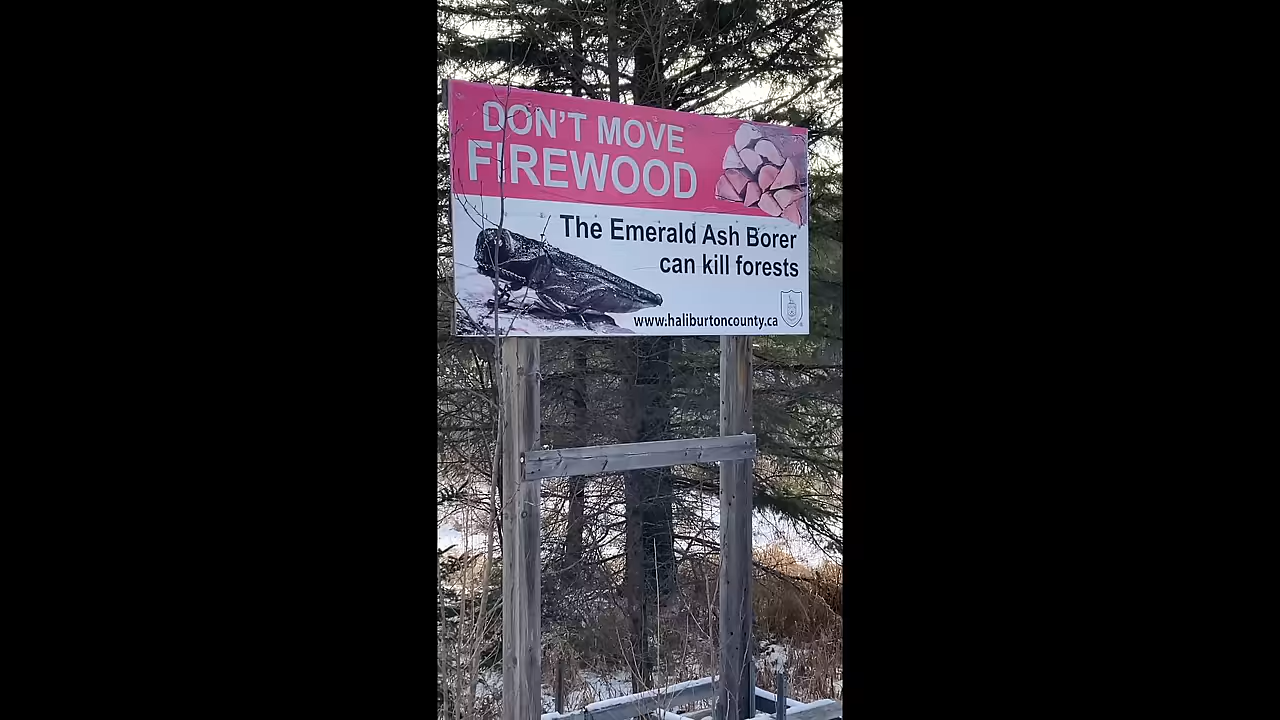 DON'T MOVE
FIREWOOD
The Emerald Ash Borer
can kill forests
www.haliburtoncounty.ca